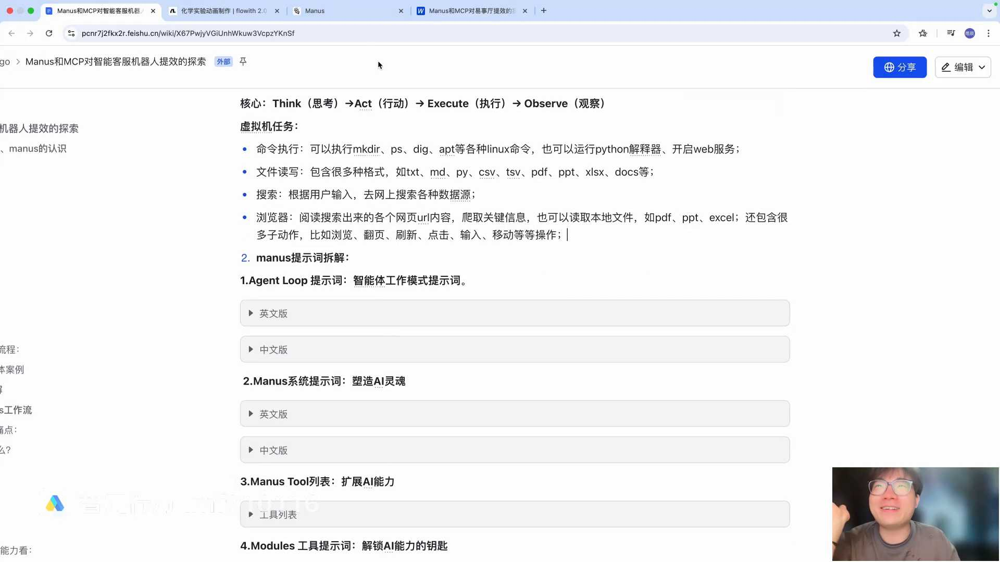 Manus和MCP对智能客服机器人
化学实验动画制作 | flowith 2.0
Manus
Manus和MCP对易事厅提效的
pcnr7j2fkx2r.feishu.cn/wiki/X67PwjyVGiUnhWkuw3VcpzYKnSf
go > Manus和MCP对智能客服机器人提效的探索 外部
分享
编辑
机器人提效的探索
、manus的认识
流程：
体案例
s工作流
痛点：
么？
能力看：
核心：Think（思考）→Act（行动）→ Execute（执行）→ Observe（观察）
虚拟机任务：
• 命令执行：可以执行mkdir、ps、dig、apt等各种linux命令，也可以运行python解释器、开启web服务；
• 文件读写：包含很多种格式，如txt、md、py、csv、tsv、pdf、ppt、xlsx、docs等；
• 搜索：根据用户输入，去网上搜索各种数据源；
• 浏览器：阅读搜索出来的各个网页url内容，爬取关键信息，也可以读取本地文件，如pdf、ppt、excel；还包含很
多子动作，比如浏览、翻页、刷新、点击、输入、移动等等操作；
2. manus提示词拆解：
1.Agent Loop 提示词：智能体工作模式提示词。
英文版
中文版
2.Manus系统提示词：塑造AI灵魂
英文版
中文版
3.Manus Tool列表：扩展AI能力
工具列表
4.Modules 工具提示词：解锁AI能力的钥匙